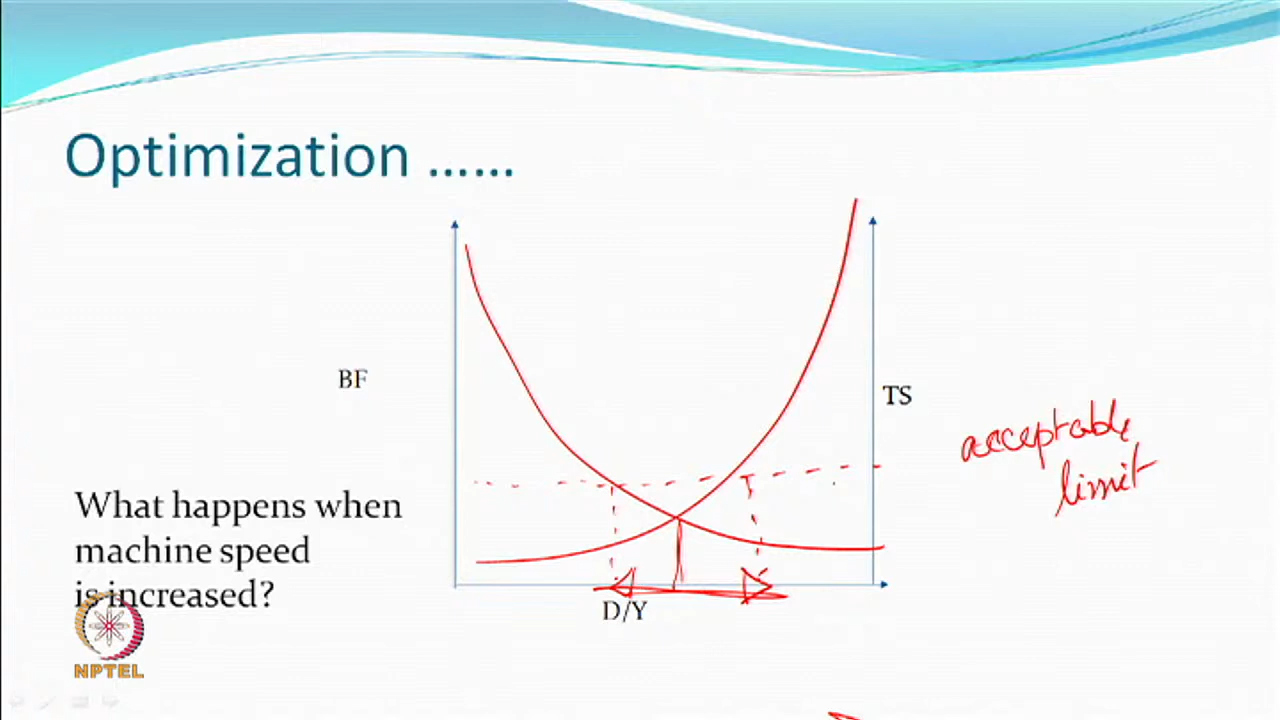 Optimization ......
BF
TS
acceptable
limit
What happens when
machine speed
is increased?
D/Y
NPTEL